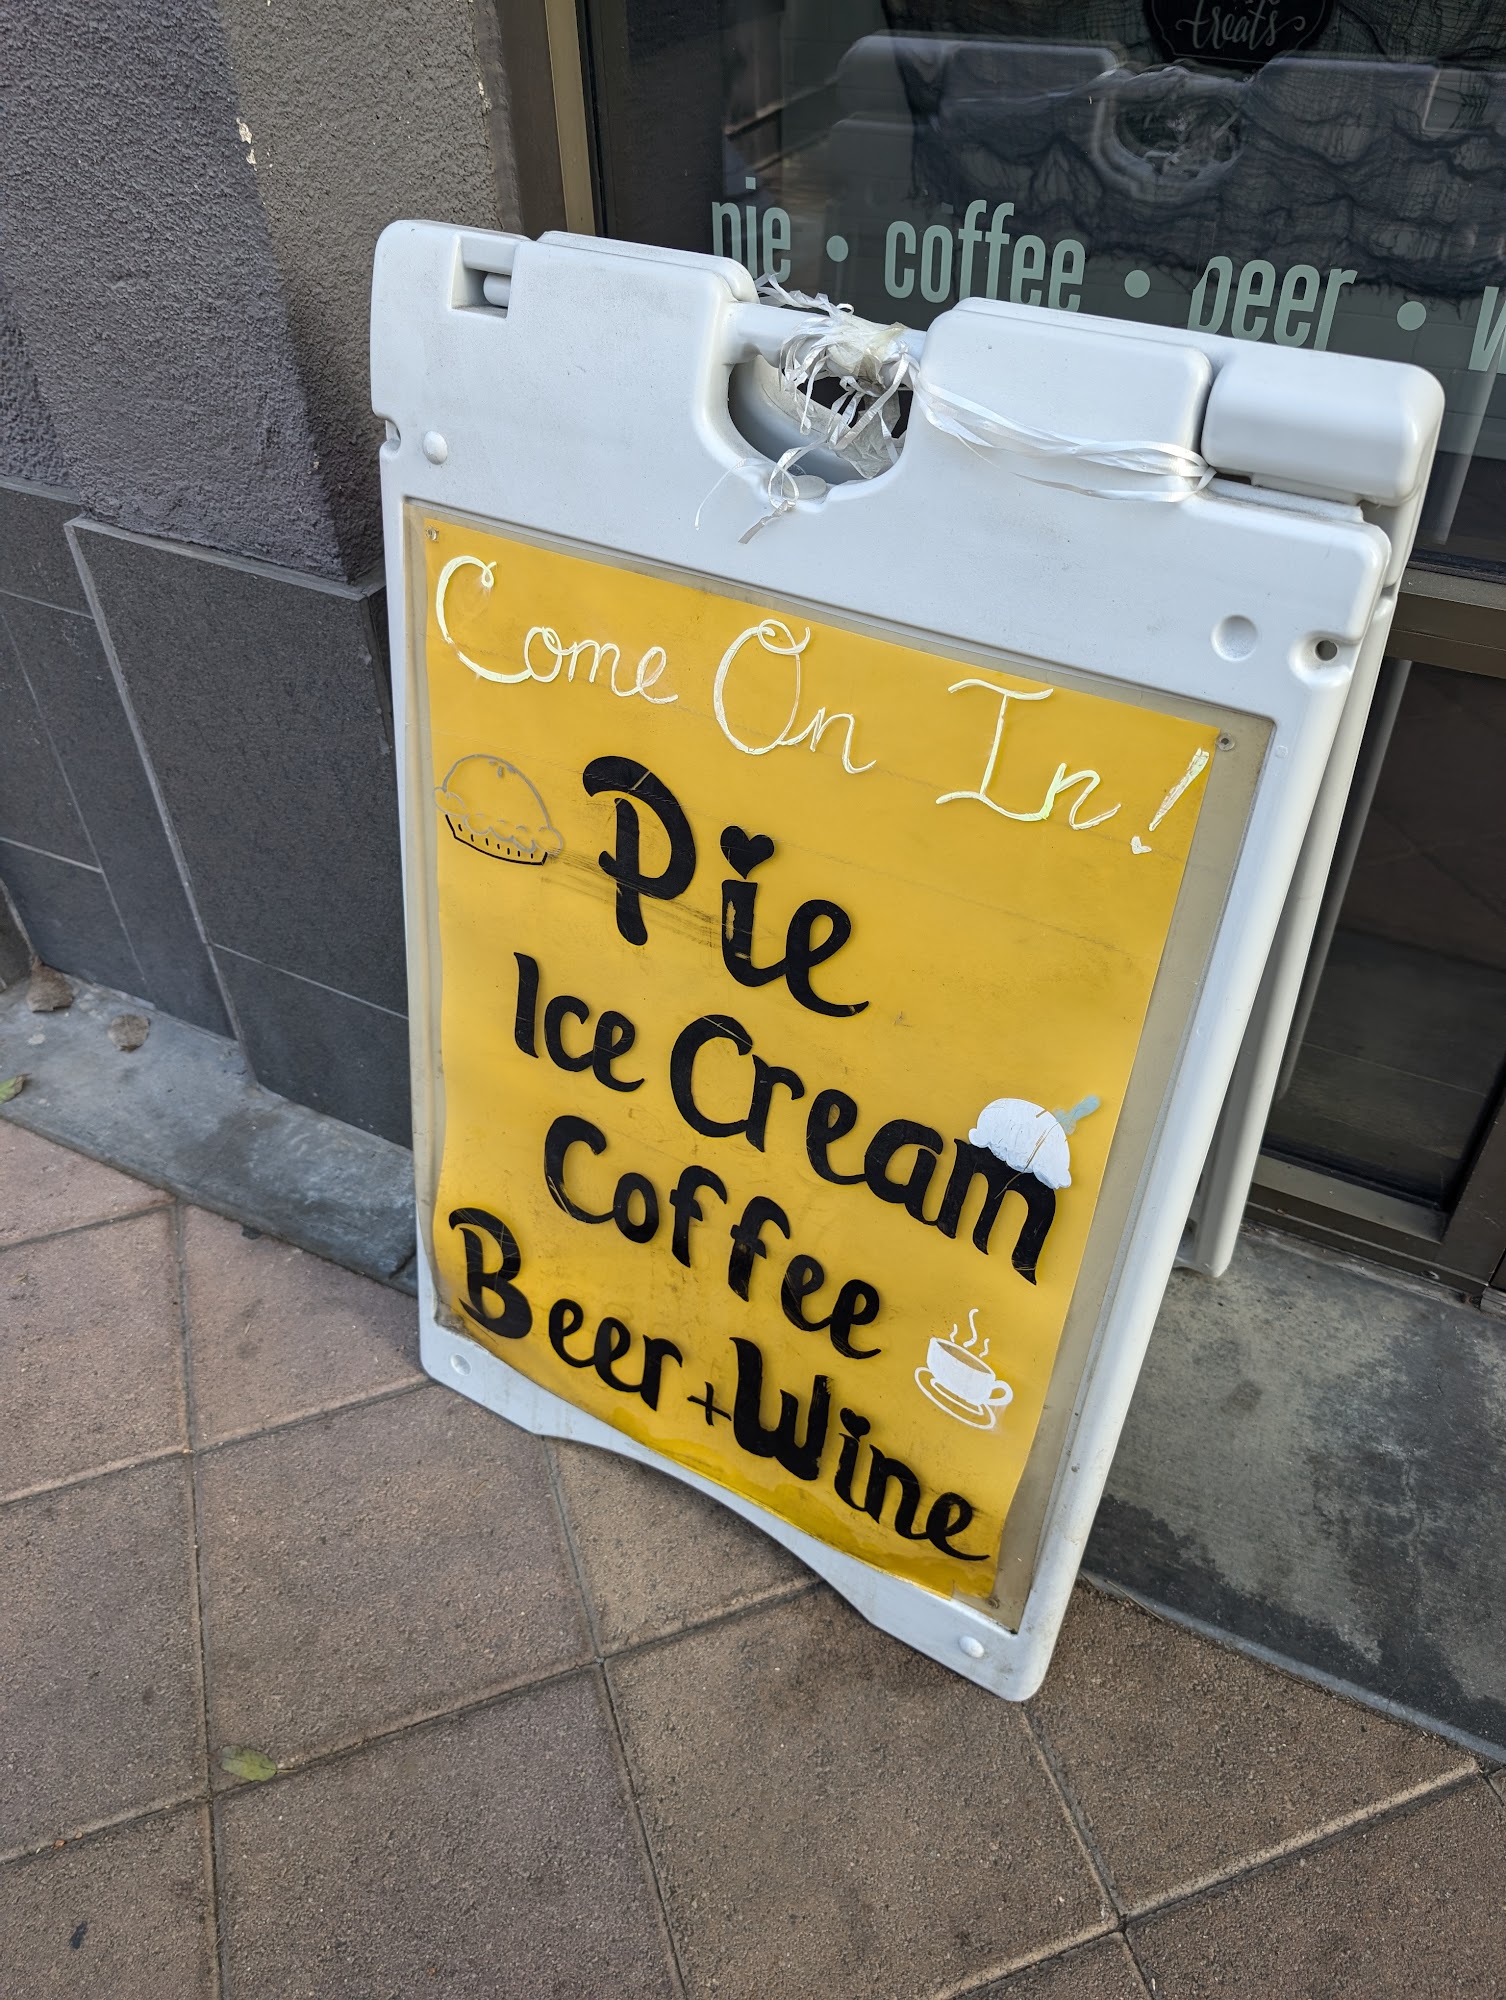 treats
pie • coffee • beer •
Come On In!
Pie
Ice Cream
Coffee
Beer + Wine